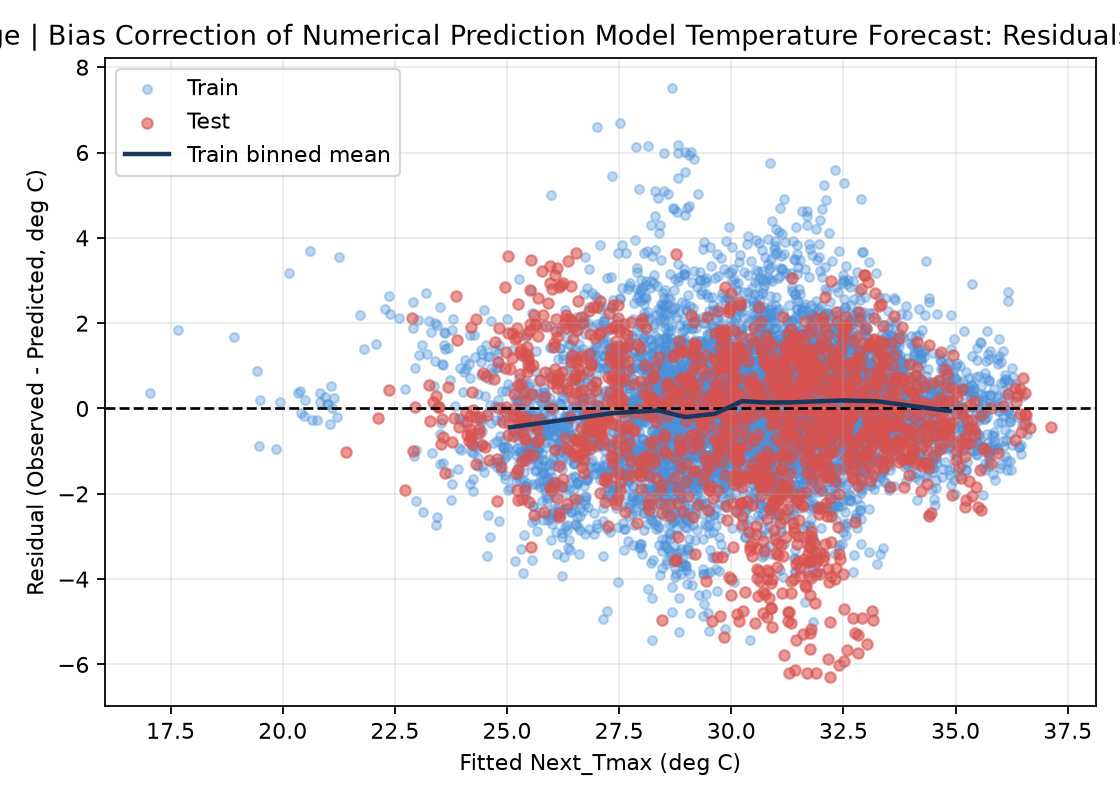 | Bias Correction of Numerical Prediction Model Temperature Forecast: Residuals
8
6
4
2
0
−2
−4
−6
Residual (Observed - Predicted, deg C)
Train
Test
Train binned mean
17.5 20.0 22.5 25.0 27.5 30.0 32.5 35.0 37.5
Fitted Next_Tmax (deg C)